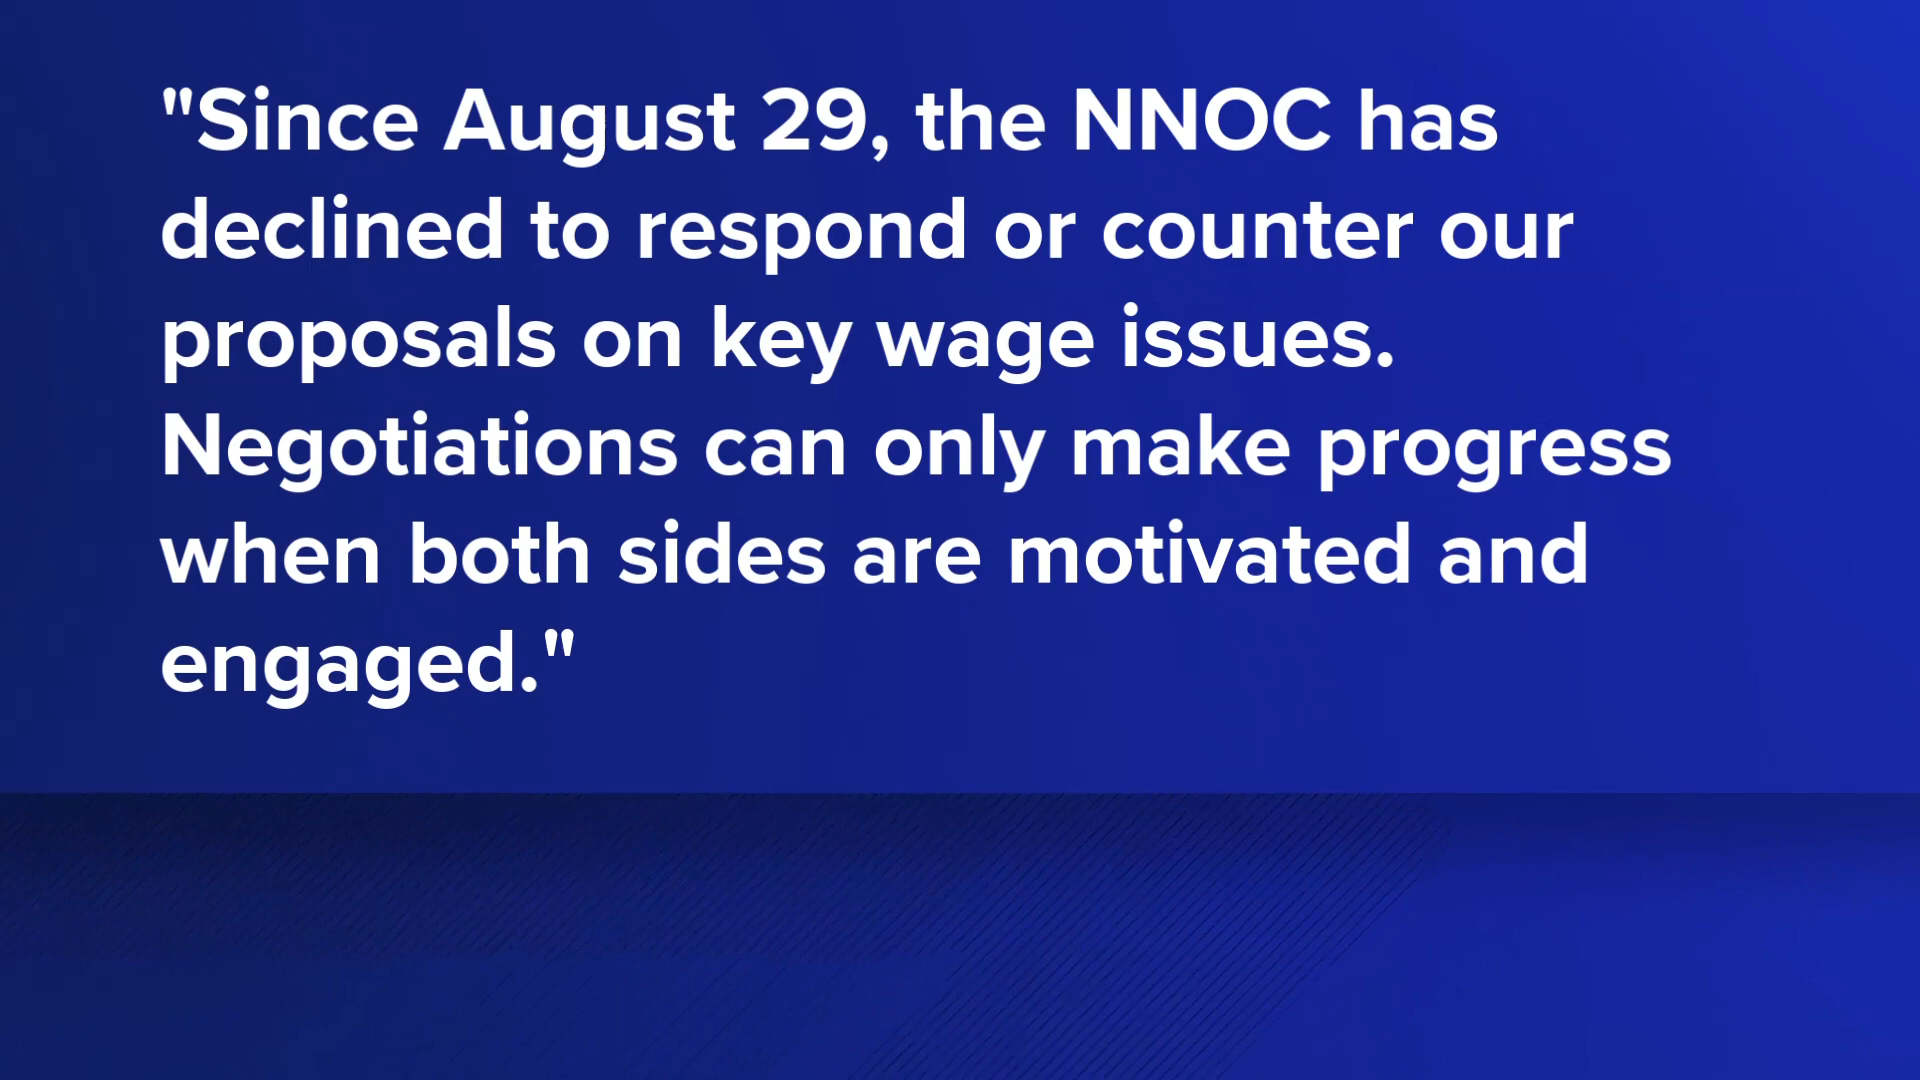 "Since August 29, the NNOC has
declined to respond or counter our
proposals on key wage issues.
Negotiations can only make progress
when both sides are motivated and
engaged."